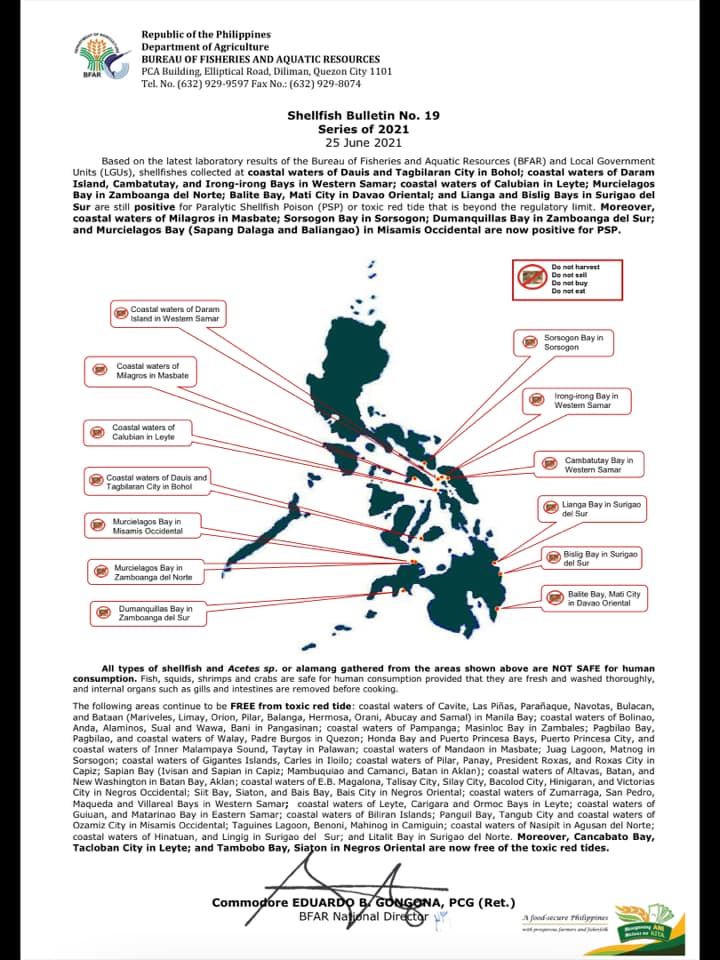 Republic of the Philippines
Department of Agriculture
BUREAU OF FISHERIES AND AQUATIC RESOURCES
PCA Building, Elliptical Road, Diliman, Quezon City 1101
Tel. No. (632) 929-9597 Fax No.: (632) 929-8074
DEPARTMENT OF AGRICULTURE
BFAR
Shellfish Bulletin No. 19
Series of 2021
25 June 2021
Based on the latest laboratory results of the Bureau of Fisheries and Aquatic Resources (BFAR) and Local Government
Units (LGUs), shellfishes collected at coastal waters of Dauis and Tagbilaran City in Bohol; coastal waters of Daram
Island, Cambatutay, and Irong-irong Bays in Western Samar; coastal waters of Calubian in Leyte; Murcielagos
Bay in Zamboanga del Norte; Balite Bay, Mati City in Davao Oriental; and Lianga and Bislig Bays in Surigao del
Sur are still positive for Paralytic Shellfish Poison (PSP) or toxic red tide that is beyond the regulatory limit. Moreover,
coastal waters of Milagros in Masbate; Sorsogon Bay in Sorsogon; Dumanquillas Bay in Zamboanga del Sur;
and Murcielagos Bay (Sapang Dalaga and Baliangao) in Misamis Occidental are now positive for PSP.
Do not harvest
Do not sell
Do not buy
Do not eat
Coastal waters of Daram
Island in Western Samar
Coastal waters of
Milagros in Masbate
Coastal waters of
Calubian in Leyte
Coastal waters of Dauis and
Tagbilaran City in Bohol
Murcielagos Bay in
Misamis Occidental
Murcielagos Bay in
Zamboanga del Norte
Dumanquillas Bay in
Zamboanga del Sur
Sorsogon Bay in
Sorsogon
Irong-irong Bay in
Western Samar
Cambatutay Bay in
Western Samar
Lianga Bay in Surigao
del Sur
Bislig Bay in Surigao
del Sur
Balite Bay, Mati City
in Davao Oriental
All types of shellfish and Acetes sp. or alamang gathered from the areas shown above are NOT SAFE for human
consumption. Fish, squids, shrimps and crabs are safe for human consumption provided that they are fresh and washed thoroughly,
and internal organs such as gills and intestines are removed before cooking.
The following areas continue to be FREE from toxic red tide: coastal waters of Cavite, Las Piñas, Parañaque, Navotas, Bulacan,
and Bataan (Mariveles, Limay, Orion, Pilar, Balanga, Hermosa, Orani, Abucay and Samal) in Manila Bay; coastal waters of Bolinao,
Anda, Alaminos, Sual and Wawa, Bani in Pangasinan; coastal waters of Pampanga; Masinloc Bay in Zambales; Pagbilao Bay,
Pagbilao, and coastal waters of Walay, Padre Burgos in Quezon; Honda Bay and Puerto Princesa Bays, Puerto Princesa City, and
coastal waters of Inner Malampaya Sound, Taytay in Palawan; coastal waters of Mandaon in Masbate; Juag Lagoon, Matnog in
Sorsogon; coastal waters of Gigantes Islands, Carles in Iloilo; coastal waters of Pilar, Panay, President Roxas, and Roxas City in
Capiz; Sapian Bay (Ivisan and Sapian in Capiz; Mambuquiao and Camanci, Batan in Aklan); coastal waters of Altavas, Batan, and
New Washington in Batan Bay, Aklan; coastal waters of E.B. Magalona, Talisay City, Silay City, Bacolod City, Hinigaran, and Victorias
City in Negros Occidental; Siit Bay, Siaton, and Bais Bay, Bais City in Negros Oriental; coastal waters of Zumarraga, San Pedro,
Maqueda and Villareal Bays in Western Samar; coastal waters of Leyte, Carigara and Ormoc Bays in Leyte; coastal waters of
Guiuan, and Matarinao Bay in Eastern Samar; coastal waters of Biliran Islands; Panguil Bay, Tangub City and coastal waters of
Ozamiz City in Misamis Occidental; Taguines Lagoon, Benoni, Mahinog in Camiguin; coastal waters of Nasipit in Agusan del Norte;
coastal waters of Hinatuan, and Lingig in Surigao del Sur; and Litalit Bay in Surigao del Norte. Moreover, Cancabato Bay,
Tacloban City in Leyte; and Tambobo Bay, Siaton in Negros Oriental are now free of the toxic red tides.
Commodore EDUARDO B. GONGONA, PCG (Ret.)
BFAR National Director
A food-secure Philippines
with prosperous farmers and fisherfolk
ANI
KITA